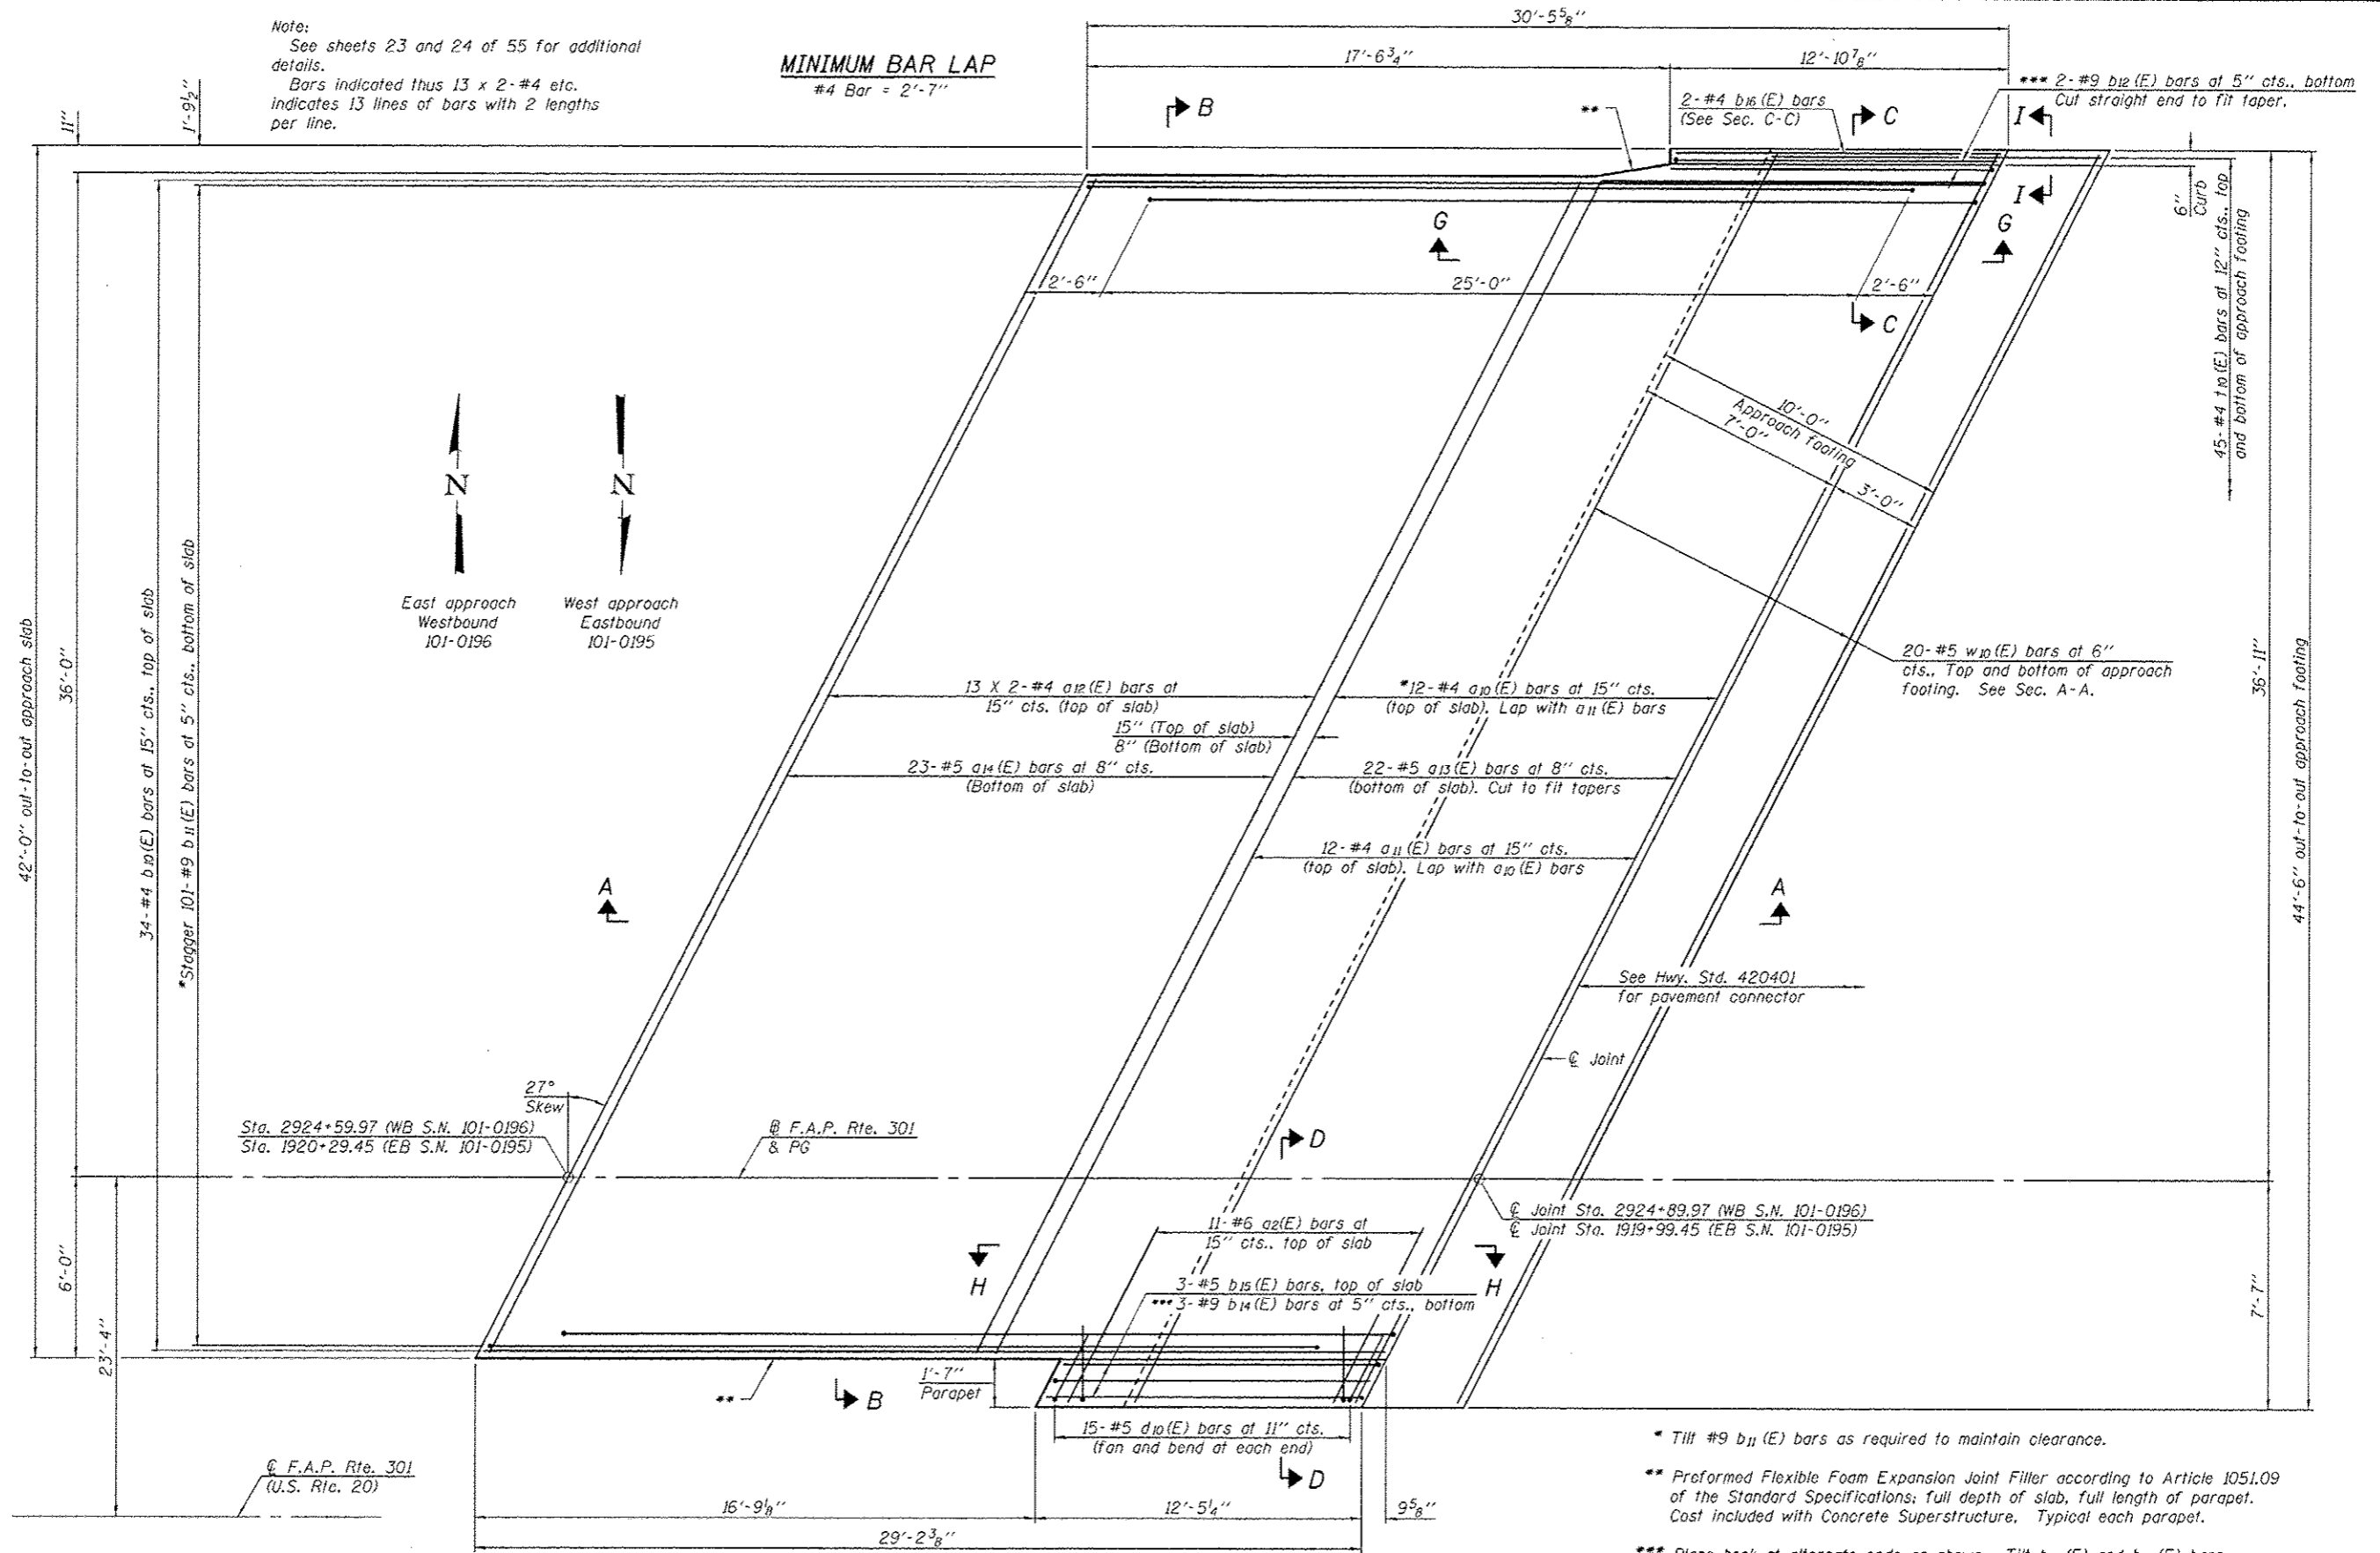 Note:
See sheets 23 and 24 of 55 for additional
details.
Bars indicated thus 13 x 2-#4 etc.
indicates 13 lines of bars with 2 lengths
per line.
MINIMUM BAR LAP
#4 Bar = 2'-7"
30'-5⅝"
17'-6¾"
12'-10⅞"
*** 2-#9 b12(E) bars at 5" cts., bottom
Cut straight end to fit taper.
2-#4 b16(E) bars
(See Sec. C-C)
**
B
C
I
I
11"
1'-9½"
6"
Curb
G
G
2'-6"
25'-0"
2'-6"
C
45-#4 t10(E) bars at 12" cts., top
and bottom of approach footing
10'-0"
Approach footing
7'-0"
3'-0"
N
N
East approach
Westbound
101-0196
West approach
Eastbound
101-0195
42'-0" out-to-out approach slab
36'-0"
34-#4 b10(E) bars at 15" cts., top of slab
*Stagger 101-#9 b11(E) bars at 5" cts., bottom of slab
20-#5 w10(E) bars at 6"
cts., Top and bottom of approach
footing. See Sec. A-A.
36'-11"
44'-6" out-to-out approach footing
13 X 2-#4 a12(E) bars at
15" cts. (top of slab)
*12-#4 a10(E) bars at 15" cts.
(top of slab). Lap with a11(E) bars
15" (Top of slab)
8" (Bottom of slab)
23-#5 a14(E) bars at 8" cts.
(Bottom of slab)
22-#5 a13(E) bars at 8" cts.
(bottom of slab). Cut to fit tapers
12-#4 a11(E) bars at 15" cts.
(top of slab). Lap with a10(E) bars
A
A
See Hwy. Std. 420401
for pavement connector
℄ Joint
27°
Skew
Sta. 2924+59.97 (WB S.N. 101-0196)
Sta. 1920+29.45 (EB S.N. 101-0195)
F.A.P. Rte. 301
& PG
D
℄ Joint Sta. 2924+89.97 (WB S.N. 101-0196)
℄ Joint Sta. 1919+99.45 (EB S.N. 101-0195)
11-#6 a2(E) bars at
15" cts., top of slab
H
H
3-#5 b15(E) bars, top of slab
*** 3-#9 b14(E) bars at 5" cts., bottom
6'-0"
23'-4"
7'-7"
1'-7"
Parapet
**
B
15-#5 d10(E) bars at 11" cts.
(fan and bend at each end)
D
℄ F.A.P. Rte. 301
(U.S. Rte. 20)
16'-9⅛"
12'-5¼"
9⅝"
29'-2⅜"
* Tilt #9 b11(E) bars as required to maintain clearance.
** Preformed Flexible Foam Expansion Joint Filler according to Article 1051.09
of the Standard Specifications; full depth of slab, full length of parapet.
Cost included with Concrete Superstructure. Typical each parapet.